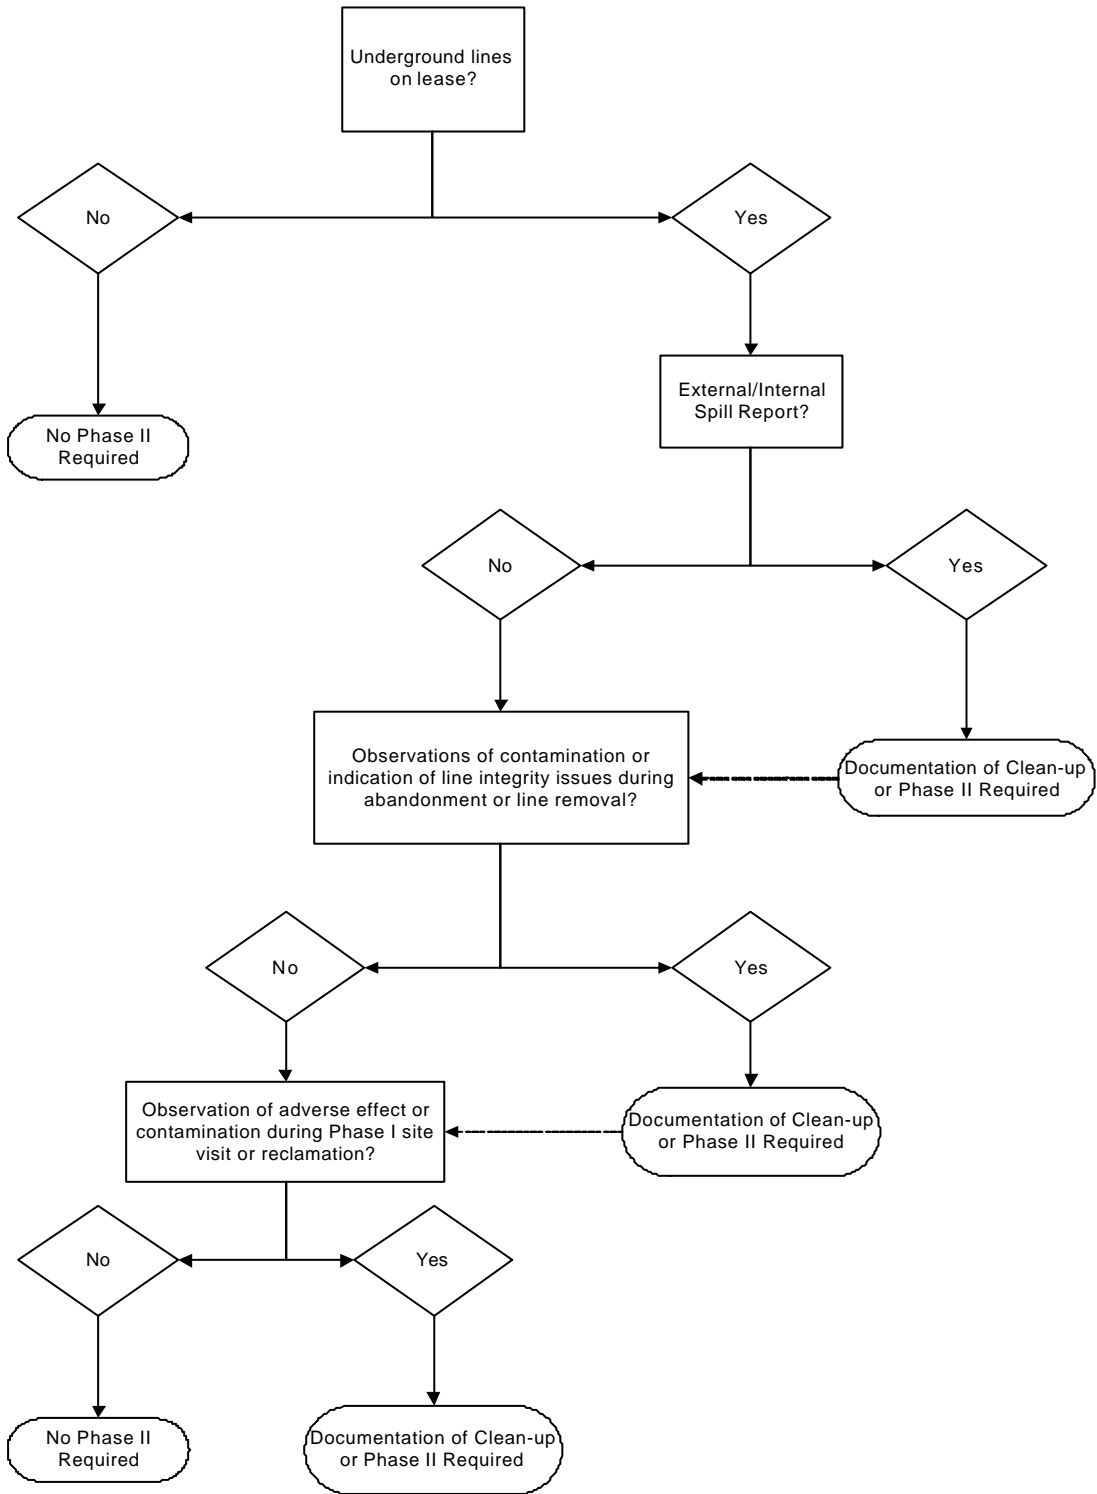 Underground lines
on lease?
No
Yes
External/Internal
Spill Report?
No Phase II
Required
No
Yes
Observations of contamination or
indication of line integrity issues during
abandonment or line removal?
Documentation of Clean-up
or Phase II Required
No
Yes
Observation of adverse effect or
contamination during Phase I site
visit or reclamation?
Documentation of Clean-up
or Phase II Required
No
Yes
No Phase II
Required
Documentation of Clean-up
or Phase II Required